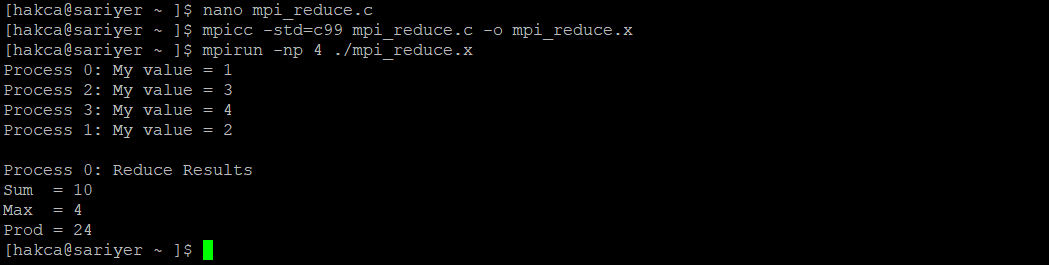 [hakca@sariyer ~ ]$ nano mpi_reduce.c
[hakca@sariyer ~ ]$ mpicc -std=c99 mpi_reduce.c -o mpi_reduce.x
[hakca@sariyer ~ ]$ mpirun -np 4 ./mpi_reduce.x
Process 0: My value = 1
Process 2: My value = 3
Process 3: My value = 4
Process 1: My value = 2

Process 0: Reduce Results
Sum  = 10
Max  = 4
Prod = 24
[hakca@sariyer ~ ]$